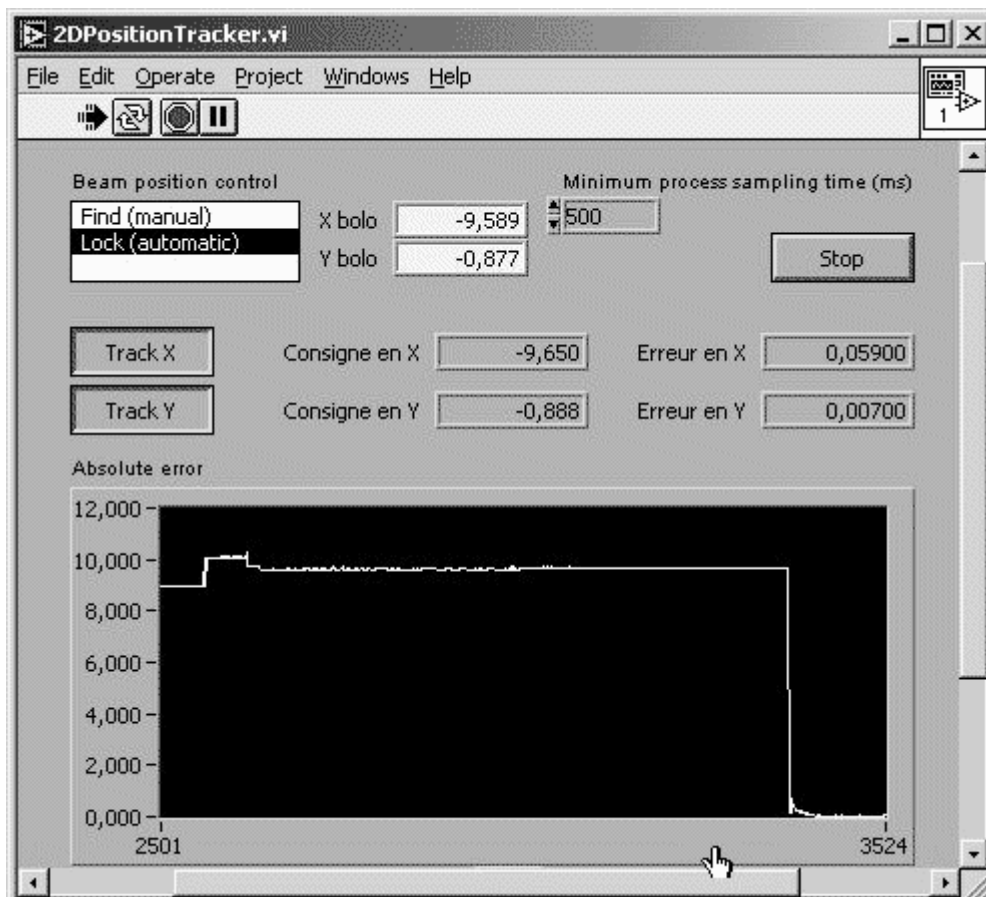 2DPositionTracker.vi
File Edit Operate Project Windows Help
1
Beam position control
Minimum process sampling time (ms)
Find (manual)
Lock (automatic)
X bolo -9,589
500
Y bolo -0,877
Stop
Track X Consigne en X -9,650 Erreur en X 0,05900
Track Y Consigne en Y -0,888 Erreur en Y 0,00700
Absolute error
12,000
10,000
8,000
6,000
4,000
2,000
0,000
2501 3524